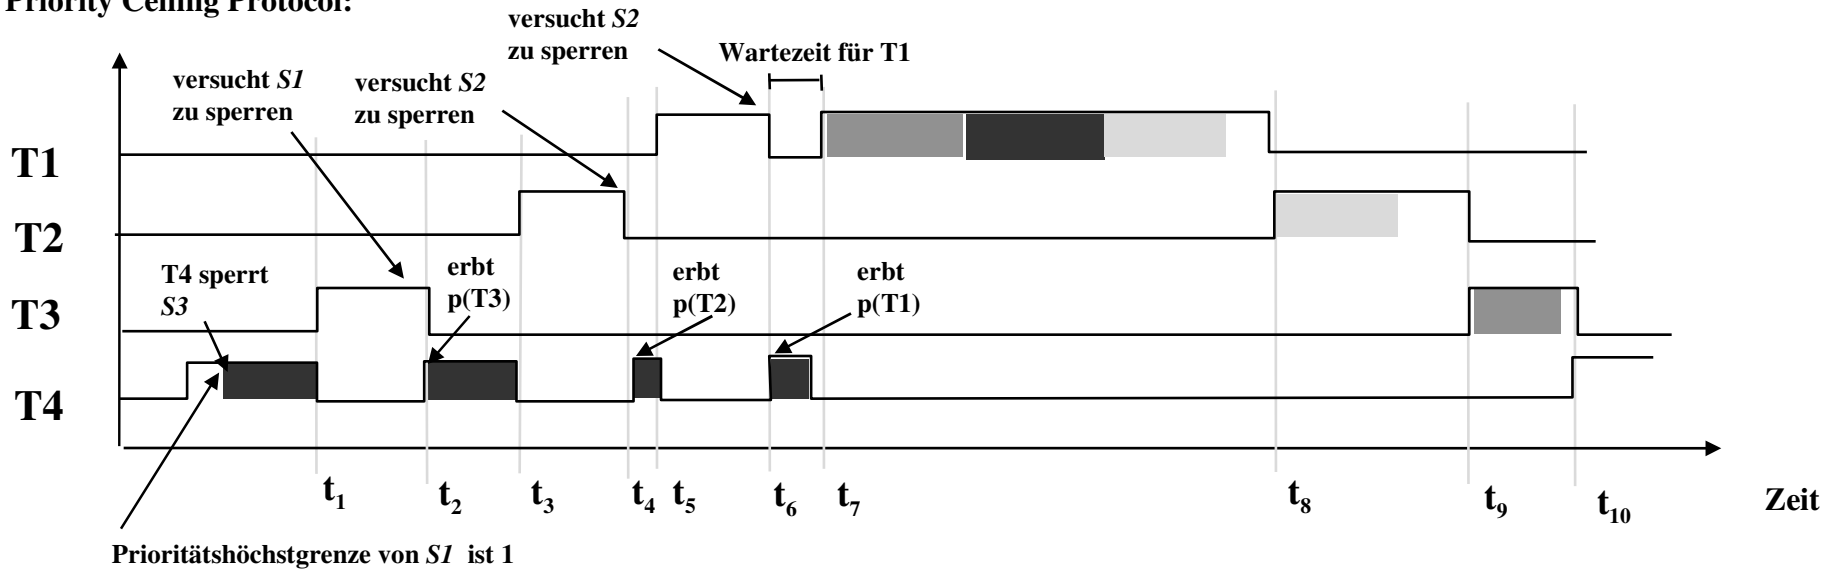 Priority Ceiling Protocol:
versucht S2
zu sperren
Wartezeit für T1
versucht S1
zu sperren
versucht S2
zu sperren
T1
T2
T4 sperrt
S3
erbt
p(T3)
erbt
p(T2)
erbt
p(T1)
T3
T4
t1 t2 t3 t4 t5 t6 t7 t8 t9 t10 Zeit
Prioritätshöchstgrenze von S1 ist 1